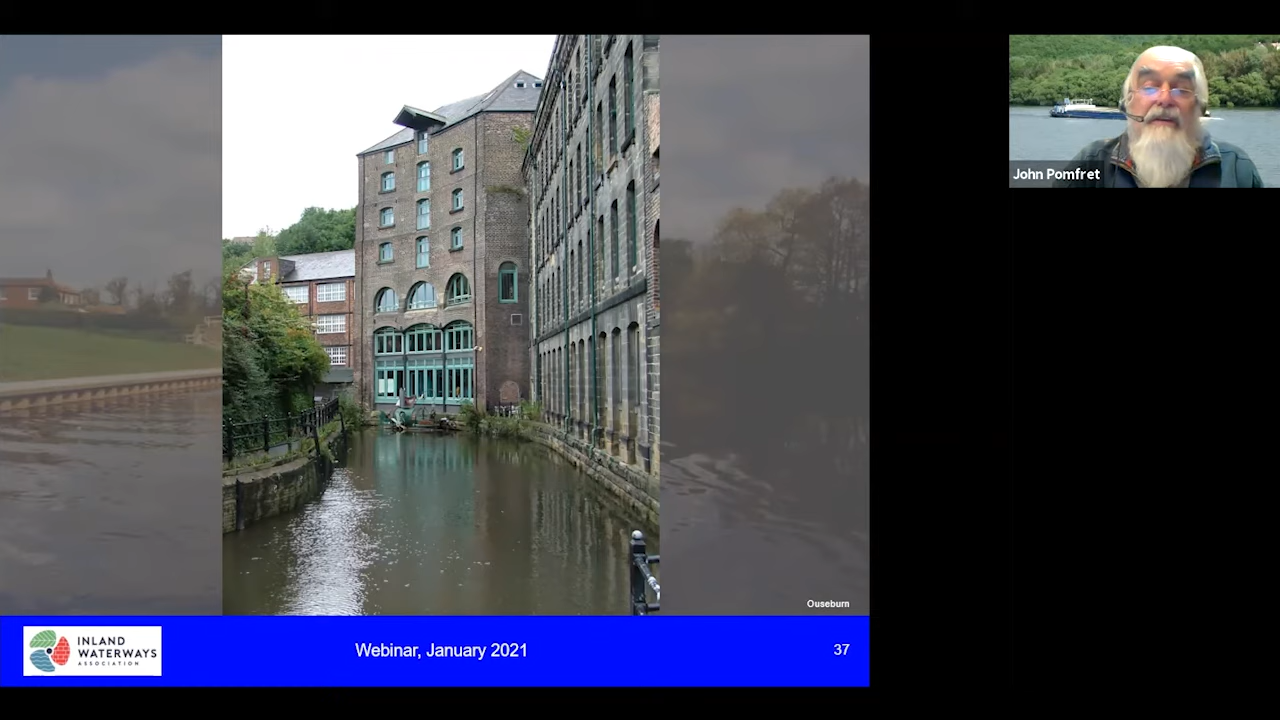 John Pomfret
Ouseburn
INLAND
WATERWAYS
ASSOCIATION
Webinar, January 2021
37